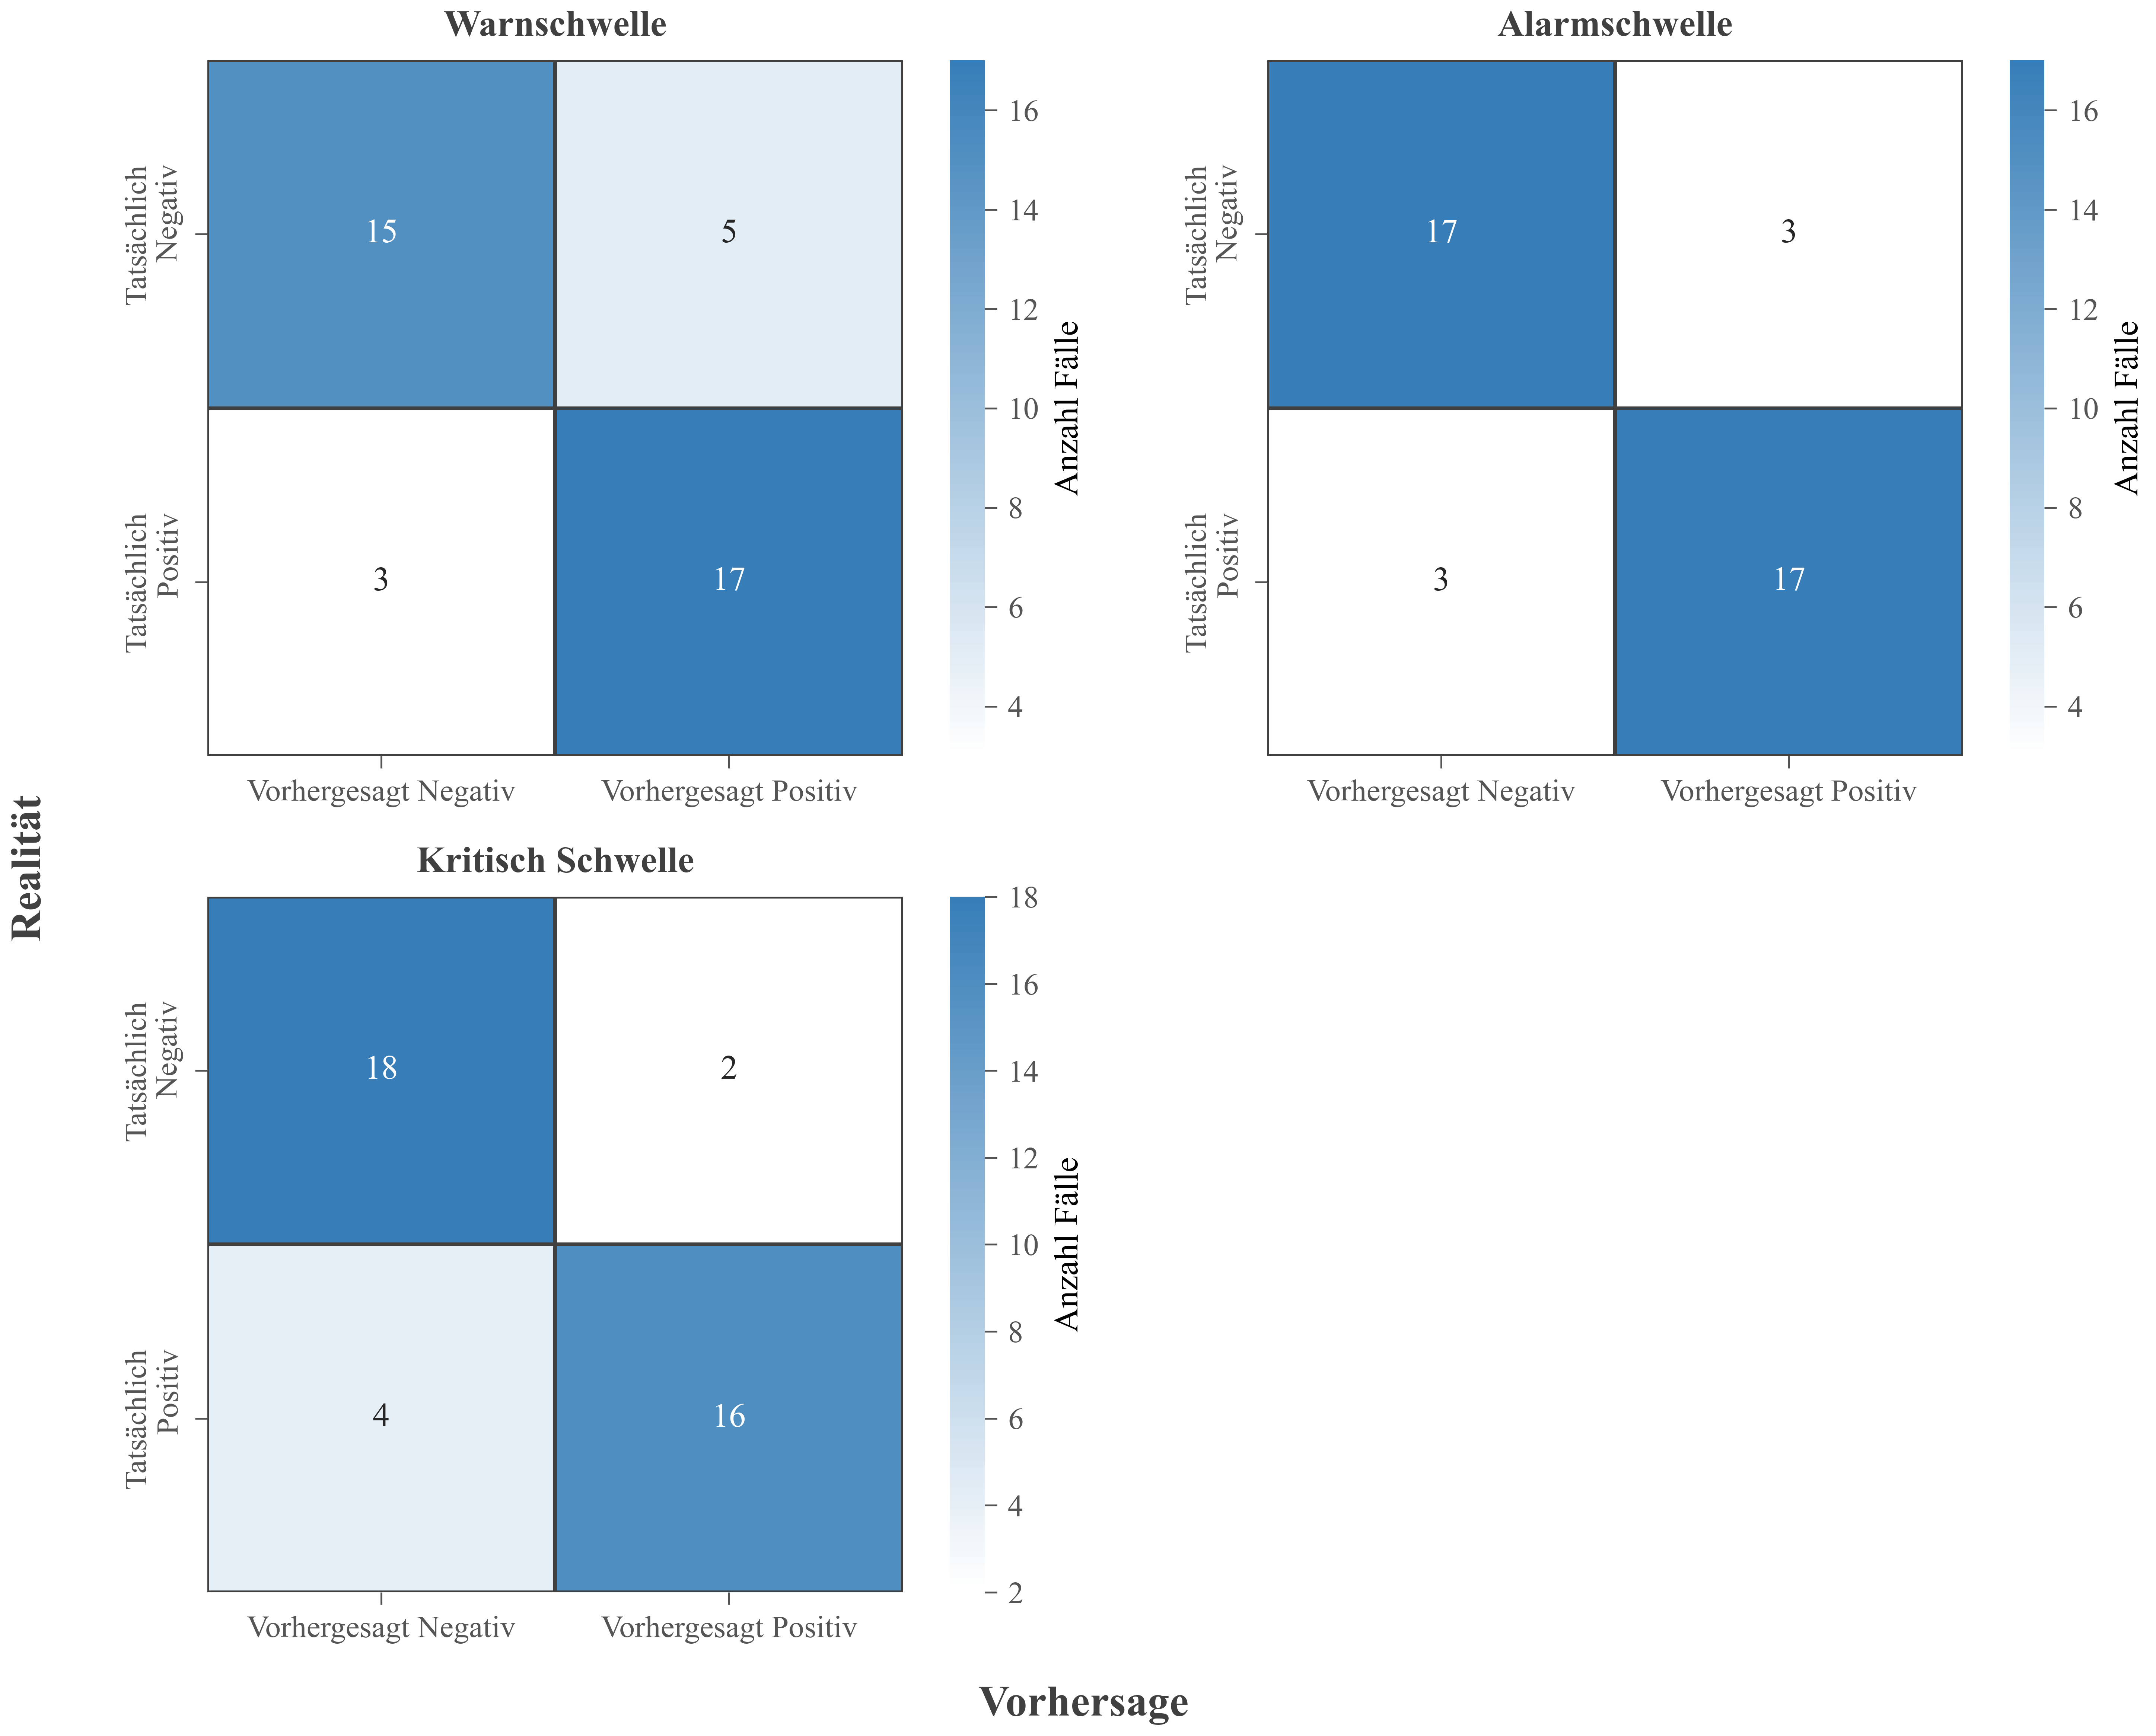 Warnschwelle
Tatsächlich
Negativ
15
5
Tatsächlich
Positiv
3
17
Vorhergesagt Negativ
Vorhergesagt Positiv
16
14
12
10
8
6
4
Anzahl Fälle
Alarmschwelle
Tatsächlich
Negativ
17
3
Tatsächlich
Positiv
3
17
Vorhergesagt Negativ
Vorhergesagt Positiv
16
14
12
10
8
6
4
Anzahl Fälle
Realität
Kritisch Schwelle
Tatsächlich
Negativ
18
2
Tatsächlich
Positiv
4
16
Vorhergesagt Negativ
Vorhergesagt Positiv
18
16
14
12
10
8
6
4
2
Anzahl Fälle
Vorhersage